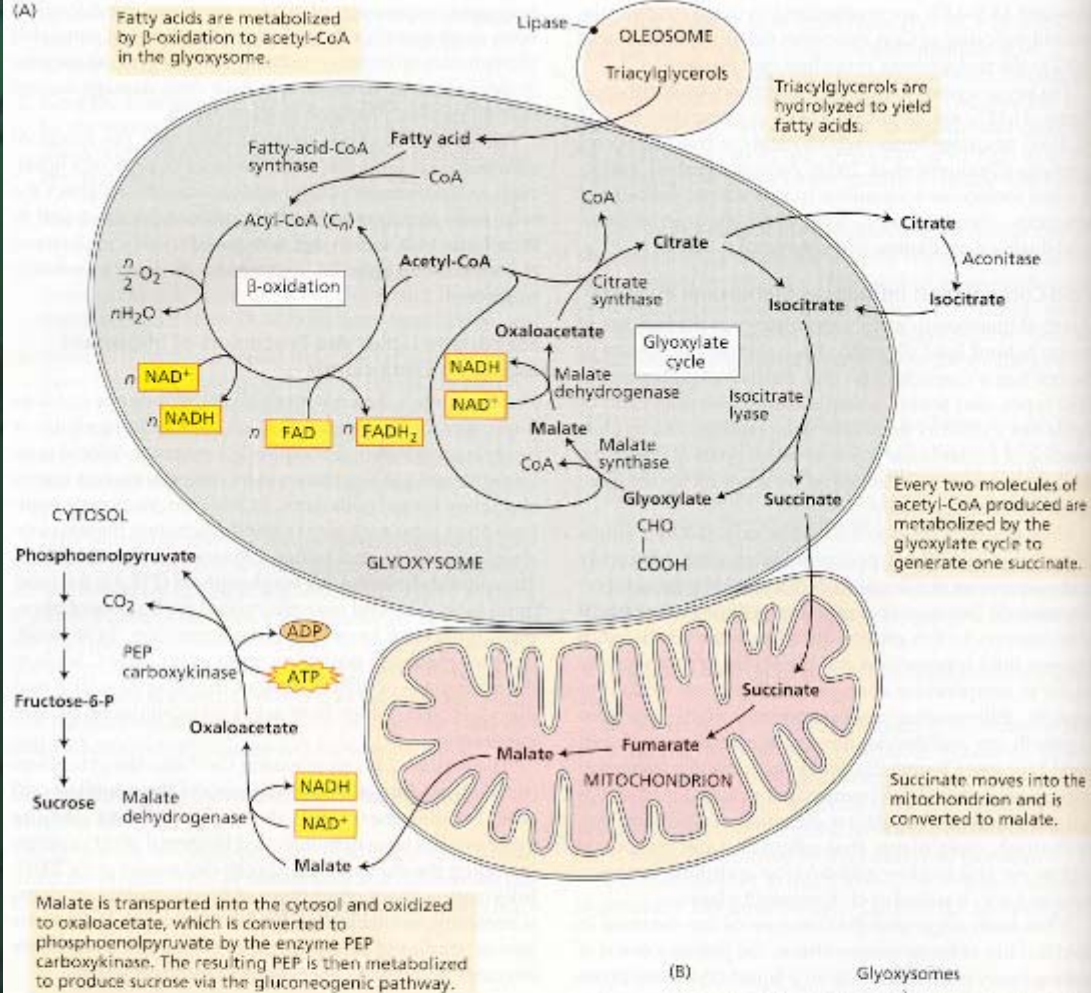 (A)
Fatty acids are metabolized
by β-oxidation to acetyl-CoA
in the glyoxysome.
Lipase
OLEOSOME
Triacylglycerols
Triacylglycerols are
hydrolyzed to yield
fatty acids.
Fatty acid
Fatty-acid-CoA
synthase
CoA
Acyl-CoA (Cn)
n/2 O2
nH2O
β-oxidation
n NAD+
n NADH
n FAD
n FADH2
Acetyl-CoA
CoA
Citrate
Citrate
synthase
Citrate
Aconitase
Isocitrate
Isocitrate
Oxaloacetate
Glyoxylate
cycle
NADH
NAD+
Malate
dehydrogenase
Isocitrate
lyase
Malate
CoA
Malate
synthase
Glyoxylate
CHO
COOH
Succinate
GLYOXYSOME
Every two molecules of
acetyl-CoA produced are
metabolized by the
glyoxylate cycle to
generate one succinate.
CYTOSOL
Phosphoenolpyruvate
CO2
ADP
PEP
carboxykinase
ATP
Fructose-6-P
Oxaloacetate
NADH
Sucrose
Malate
dehydrogenase
NAD+
Malate
Succinate
Fumarate
Malate
MITOCHONDRION
Succinate moves into the
mitochondrion and is
converted to malate.
Malate is transported into the cytosol and oxidized
to oxaloacetate, which is converted to
phosphoenolpyruvate by the enzyme PEP
carboxykinase. The resulting PEP is then metabolized
to produce sucrose via the gluconeogenic pathway.
(B)
Glyoxysomes